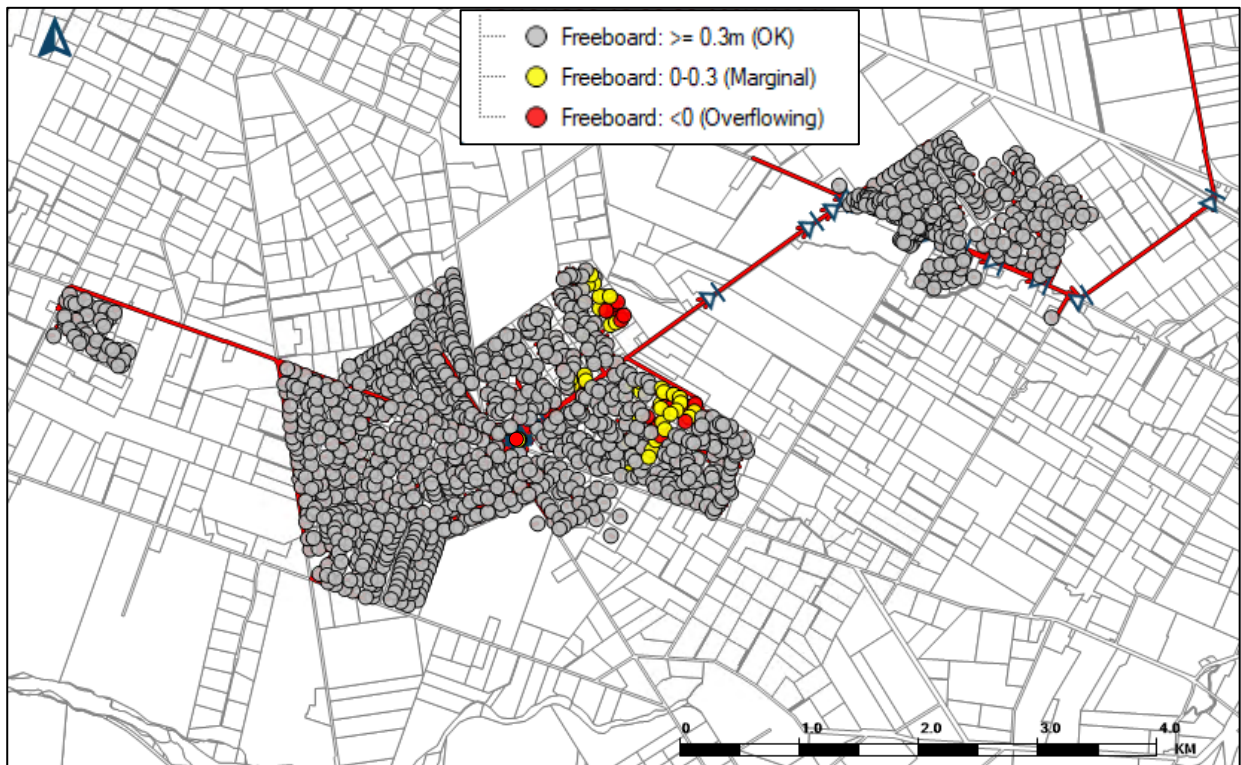 Freeboard: >= 0.3m (OK)
Freeboard: 0-0.3 (Marginal)
Freeboard: <0 (Overflowing)
0 1.0 2.0 3.0 4.0
KM